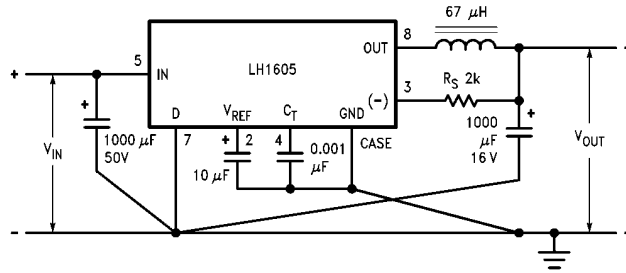 67 μH
8
OUT
5
IN
LH1605
+
+
3
(-)
R_S 2k
D
V_REF
C_T
GND
+
+
7
2
4
CASE
1000 μF
50V
10 μF
0.001
μF
1000
μF
16V
V_IN
V_OUT
-
-